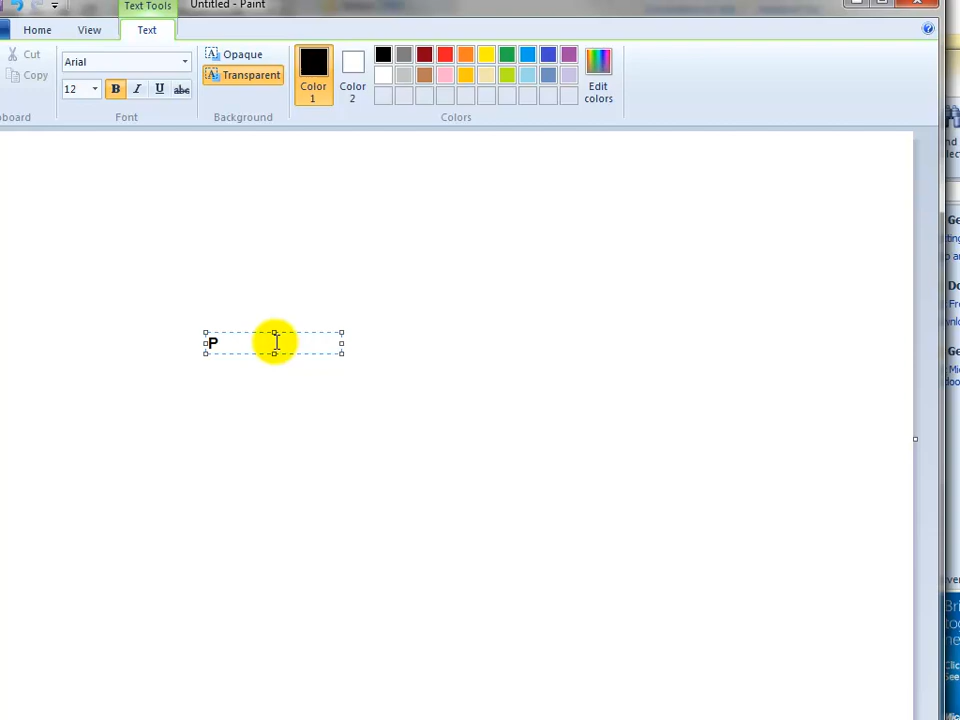 Text Tools
Untitled - Paint
Home
View
Text
Cut
Copy
Arial
12
B
I
U
abc
Opaque
Transparent
Color 1
Color 2
Edit colors
Font
Background
Colors
P